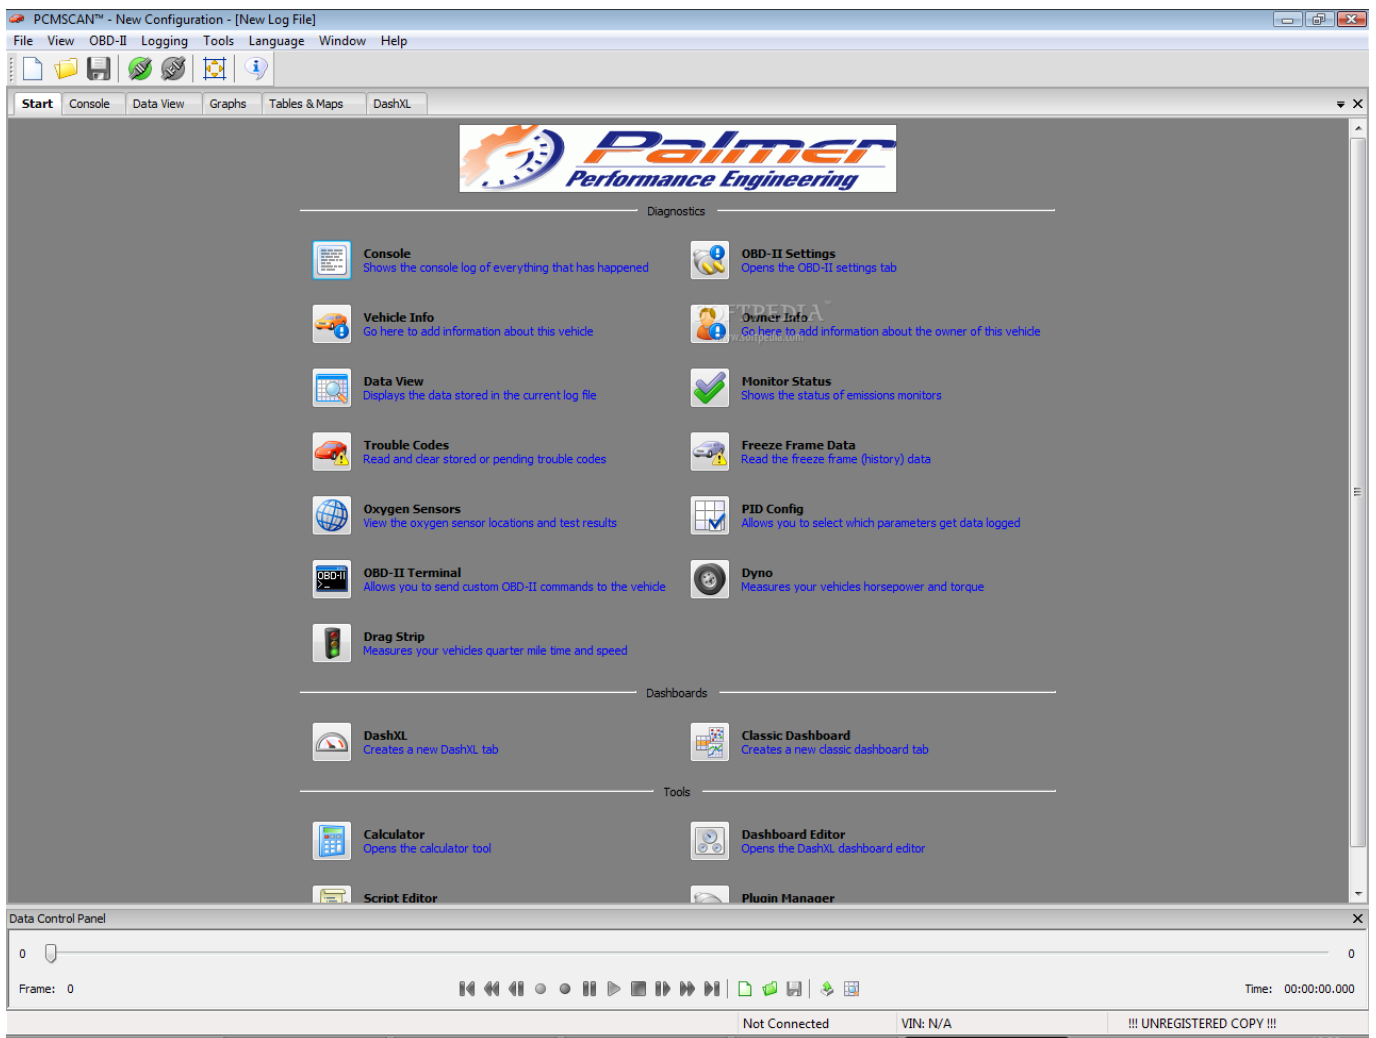 PCMSCAN™ - New Configuration - [New Log File]
File View OBD-II Logging Tools Language Window Help
Start Console Data View Graphs Tables & Maps DashXL
Palmer
Performance Engineering
Diagnostics
Console
Shows the console log of everything that has happened
OBD-II Settings
Opens the OBD-II settings tab
Vehicle Info
Go here to add information about this vehicle
SOFTPEDIA
Owner Info
Go here to add information about the owner of this vehicle
www.softpedia.com
Data View
Displays the data stored in the current log file
Monitor Status
Shows the status of emissions monitors
Trouble Codes
Read and clear stored or pending trouble codes
Freeze Frame Data
Read the freeze frame (history) data
Oxygen Sensors
View the oxygen sensor locations and test results
PID Config
Allows you to select which parameters get data logged
OBD-II
OBD-II Terminal
Allows you to send custom OBD-II commands to the vehicle
Dyno
Measures your vehicles horsepower and torque
Drag Strip
Measures your vehicles quarter mile time and speed
Dashboards
DashXL
Creates a new DashXL tab
Classic Dashboard
Creates a new classic dashboard tab
Tools
Calculator
Opens the calculator tool
Dashboard Editor
Opens the DashXL dashboard editor
Script Editor
Plugin Manager
Data Control Panel
0 0
Frame: 0
Time: 00:00:00.000
Not Connected VIN: N/A !!! UNREGISTERED COPY !!!